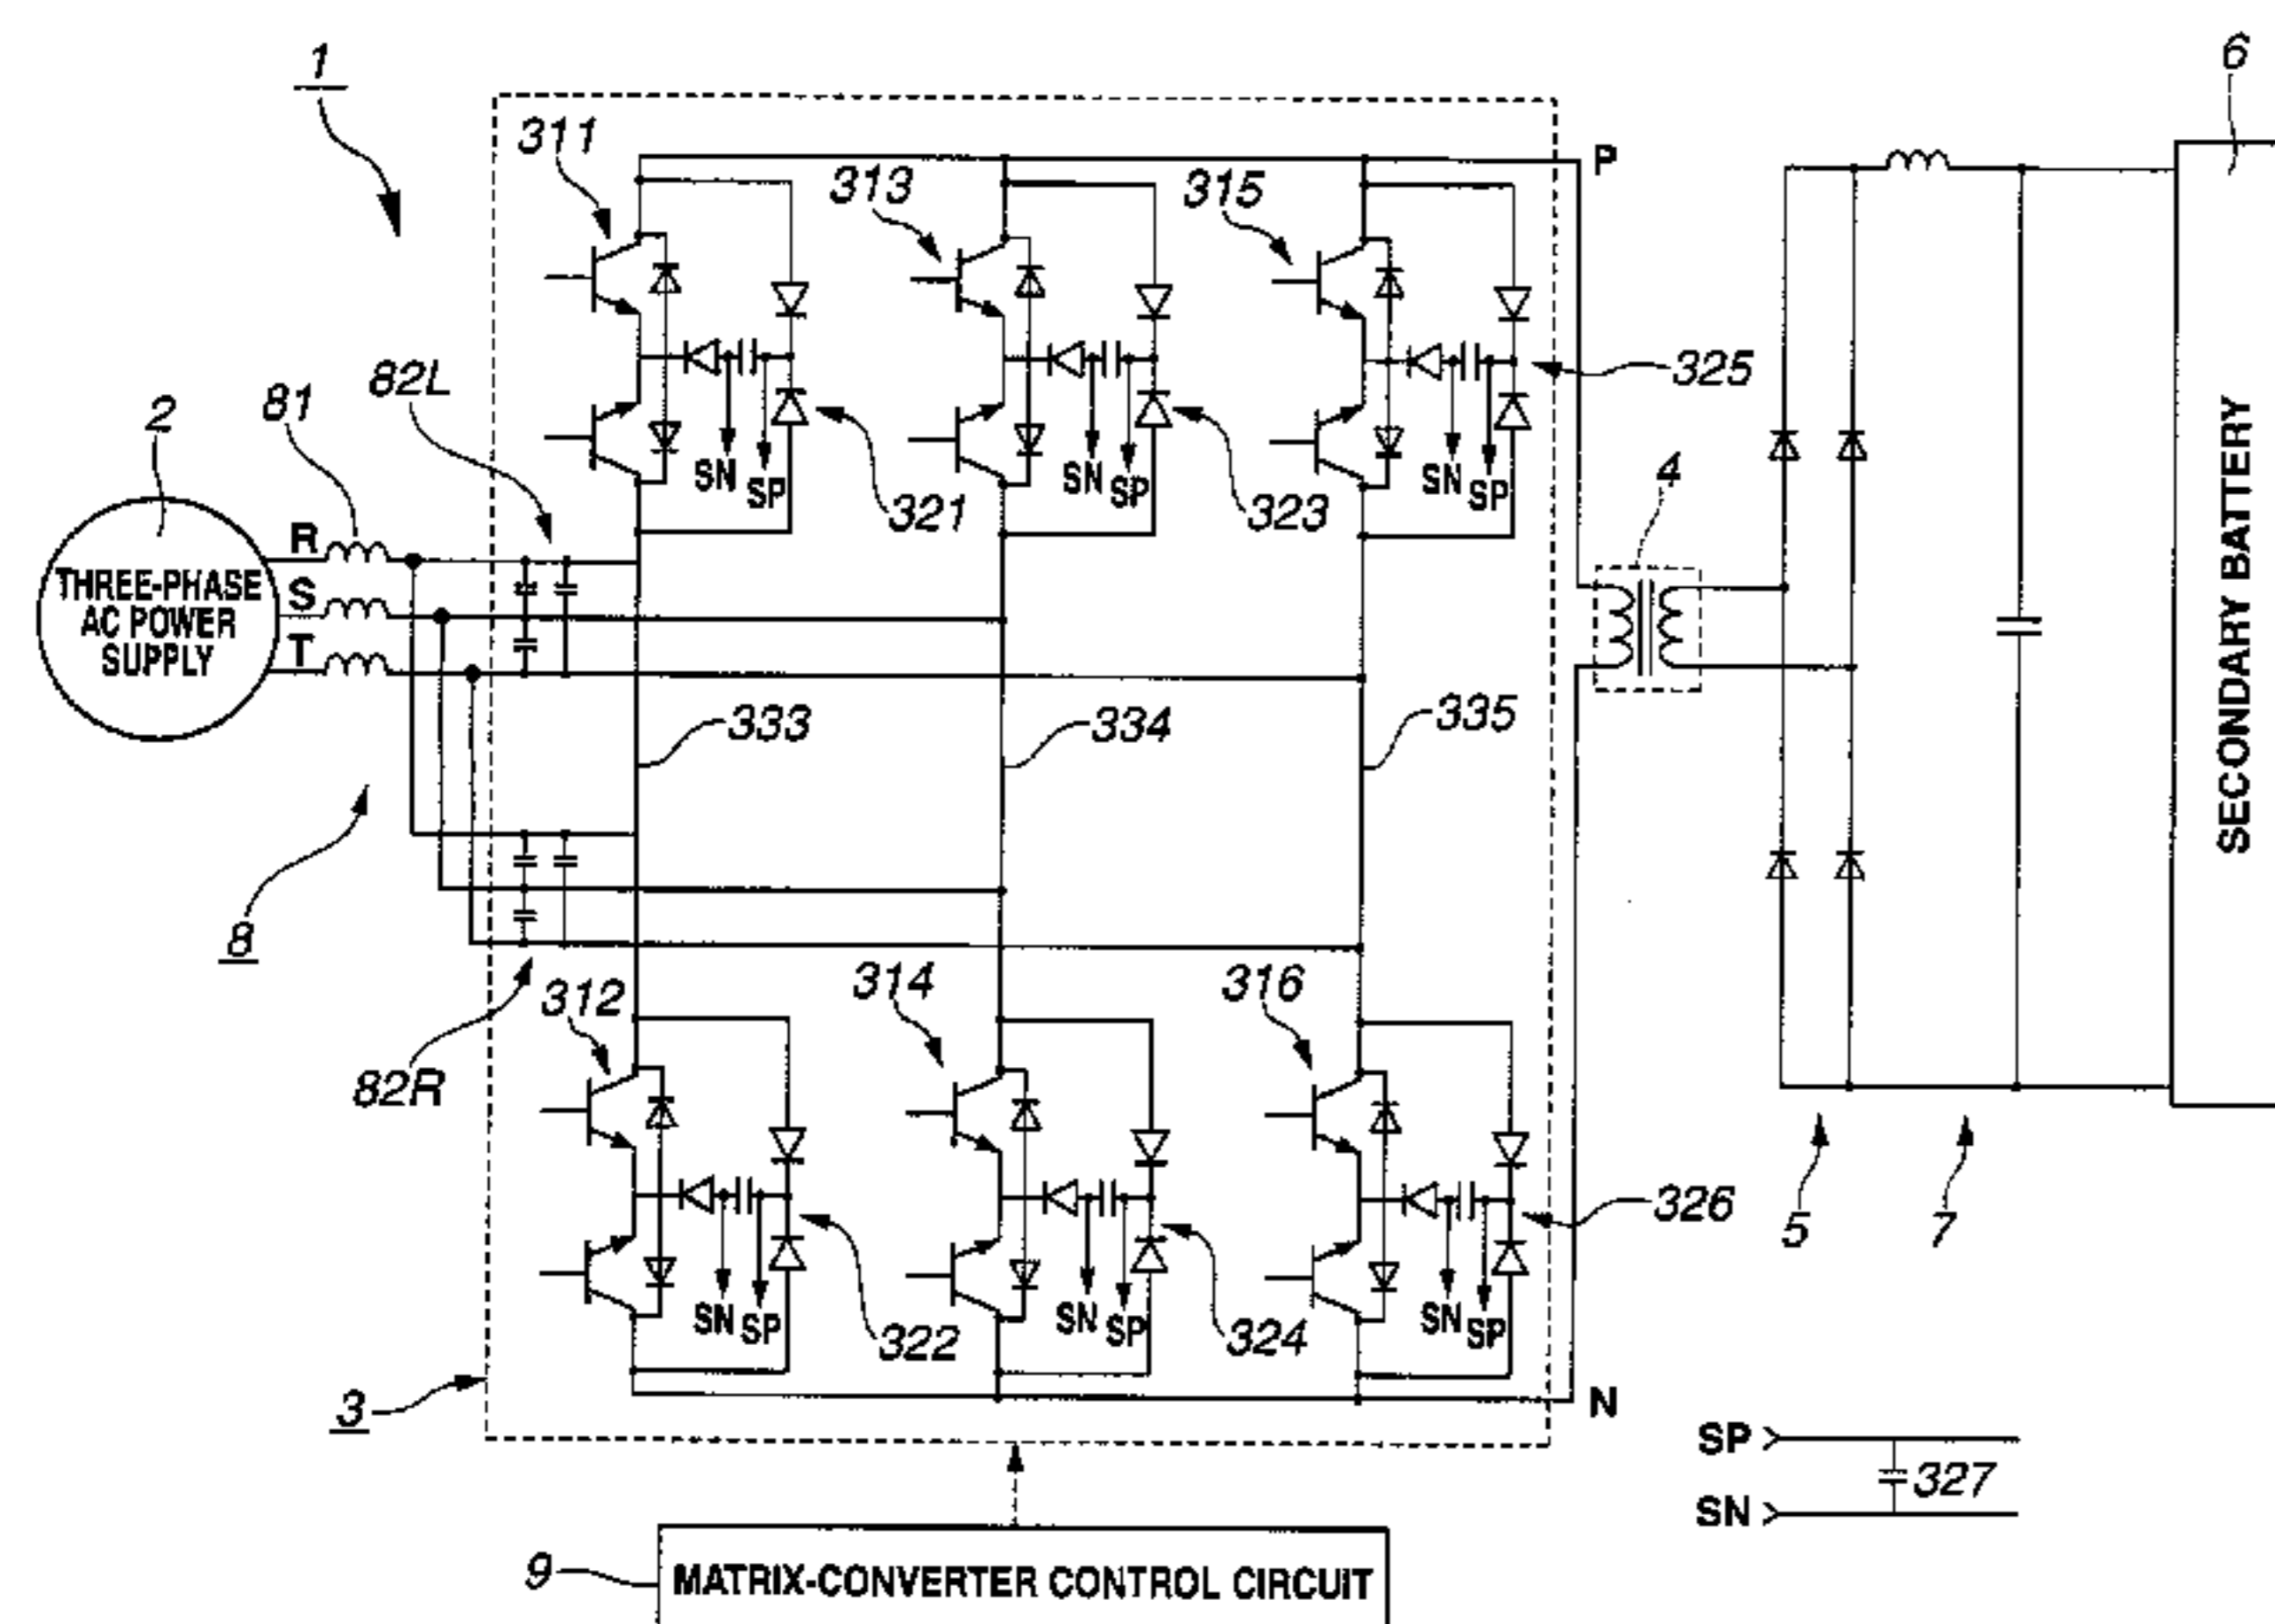 1
6
311
313
315
P
325
82L
81
2
SN
SP
321
SN
SP
323
SN
SP
4
R
S
T
THREE-PHASE
AC POWER
SUPPLY
SECONDARY BATTERY
333
334
335
8
312
314
316
82R
326
5
7
SN
SP
322
SN
SP
324
SN
SP
3
N
SP
327
SN
9
MATRIX-CONVERTER CONTROL CIRCUIT